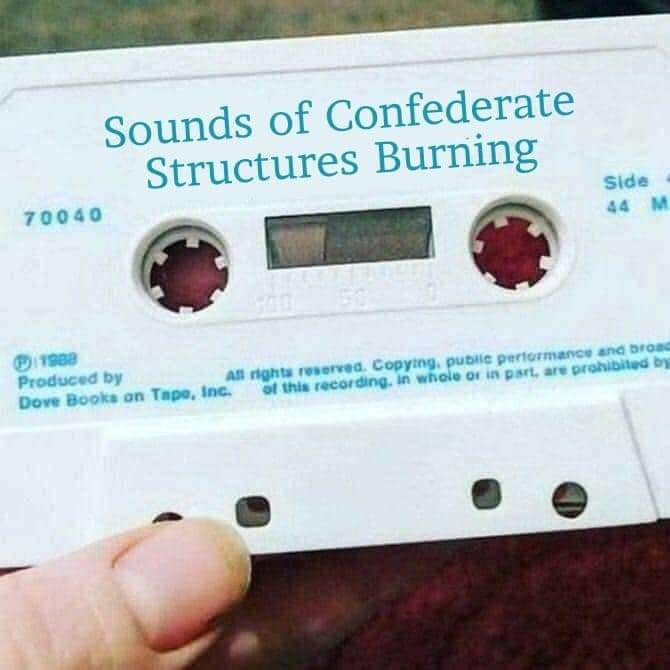 Sounds of Confederate
Structures Burning
Side
44 M
70040
100 50 0
Ⓟ 1988
Produced by
Dove Books on Tape, Inc.
All rights reserved. Copying, public performance and broad
of this recording, in whole or in part, are prohibited by